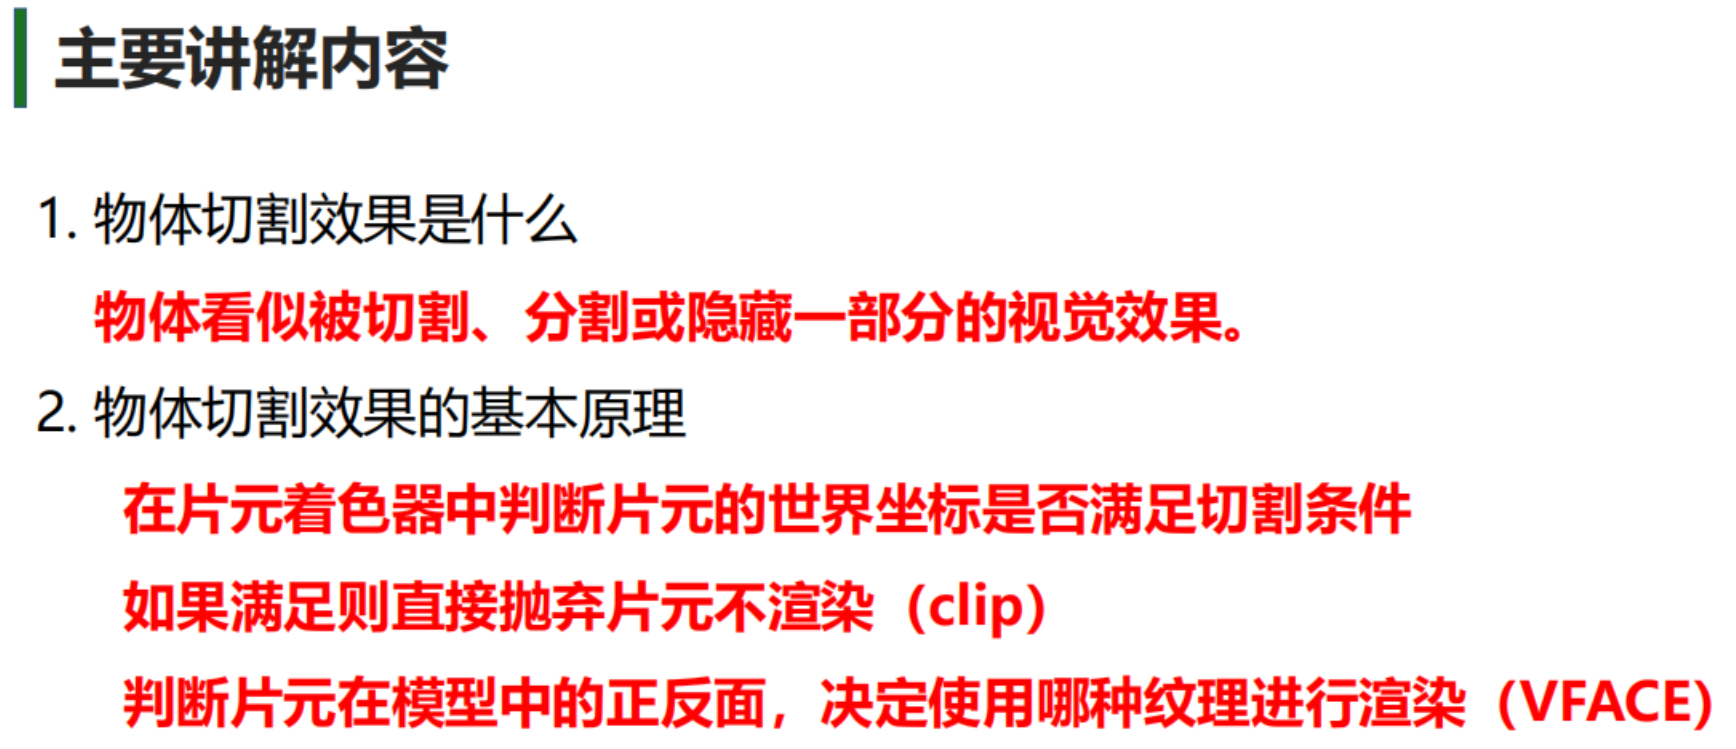 主要讲解内容
1. 物体切割效果是什么
物体看似被切割、分割或隐藏一部分的视觉效果。
2. 物体切割效果的基本原理
在片元着色器中判断片元的世界坐标是否满足切割条件
如果满足则直接抛弃片元不渲染（clip）
判断片元在模型中的正反面，决定使用哪种纹理进行渲染（VFACE）